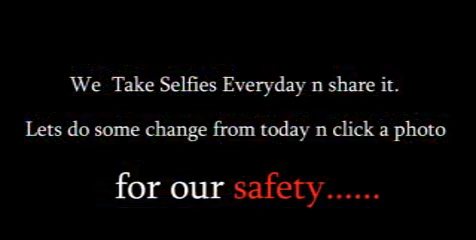 We Take Selfies Everyday n share it.
Lets do some change from today n click a photo
for our safety......